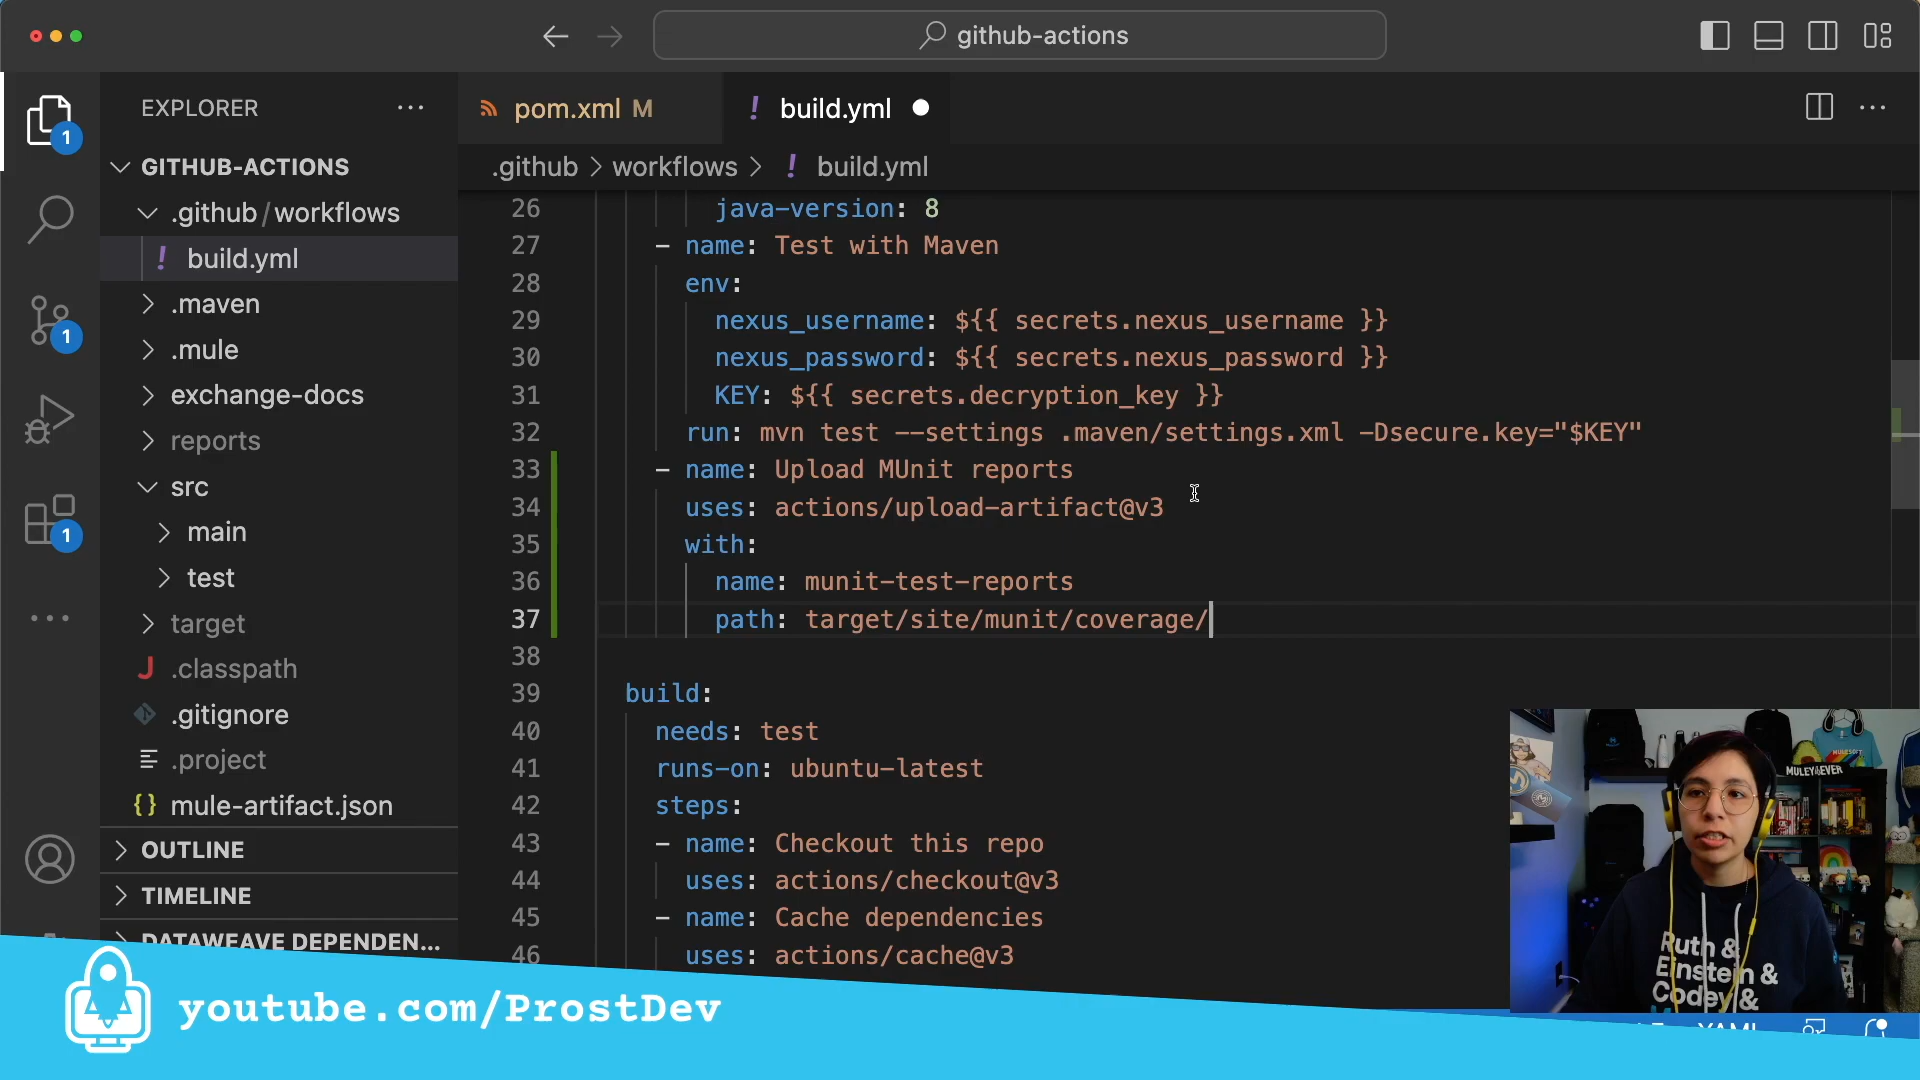 github-actions
EXPLORER
pom.xml M
build.yml
.github > workflows > ! build.yml
1
GITHUB-ACTIONS
.github / workflows
! build.yml
.maven
.mule
exchange-docs
reports
src
main
test
target
.classpath
.gitignore
.project
{} mule-artifact.json
OUTLINE
TIMELINE
DATAWEAVE DEPENDEN...
1
1
26 java-version: 8
27 - name: Test with Maven
28 env:
29 nexus_username: ${{ secrets.nexus_username }}
30 nexus_password: ${{ secrets.nexus_password }}
31 KEY: ${{ secrets.decryption_key }}
32 run: mvn test --settings .maven/settings.xml -Dsecure.key="$KEY"
33 - name: Upload MUnit reports
34 uses: actions/upload-artifact@v3
35 with:
36 name: munit-test-reports
37 path: target/site/munit/coverage/
38
39 build:
40 needs: test
41 runs-on: ubuntu-latest
42 steps:
43 - name: Checkout this repo
44 uses: actions/checkout@v3
45 - name: Cache dependencies
46 uses: actions/cache@v3
MULESOFT
MULEY4EVER
Ruth &
Einstein &
Codey &
YAML
youtube.com/ProstDev